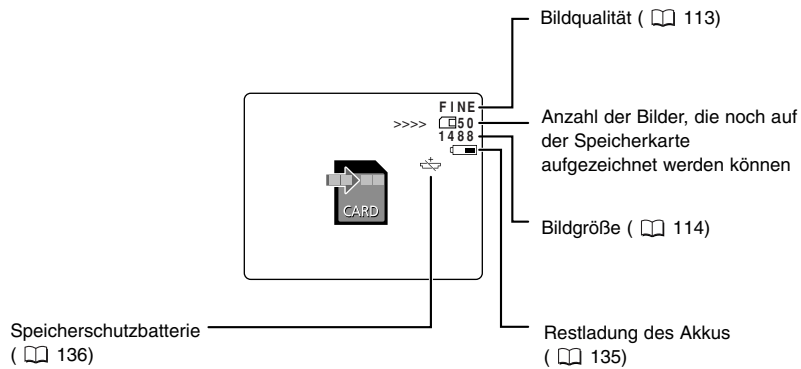 Bildqualität ( 113)
FINE
>>>> 50
1488
CARD
Anzahl der Bilder, die noch auf
der Speicherkarte
aufgezeichnet werden können
Bildgröße ( 114)
Speicherschutzbatterie
( 136)
Restladung des Akkus
( 135)